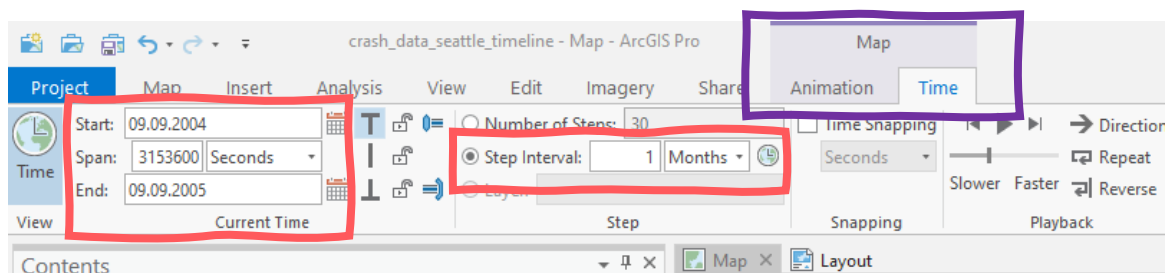 crash_data_seattle_timeline - Map - ArcGIS Pro
Map
Project Map Insert Analysis View Edit Imagery Share Animation Time
Time
Start: 09.09.2004
Span: 3153600 Seconds
End: 09.09.2005
Number of Steps: 30
Step Interval: 1 Months
Time Snapping
Seconds
Direction
Repeat
Slower Faster
Reverse
View Current Time Step Snapping Playback
Contents
Map
Layout